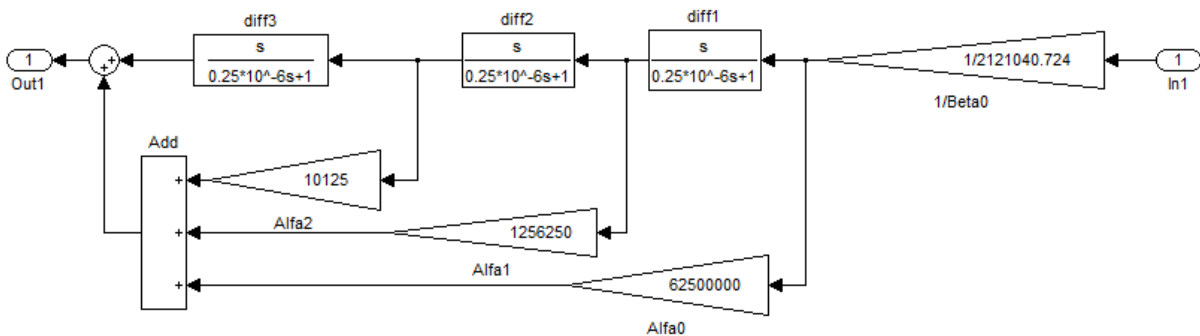 diff3
diff2
diff1
1
Out1
+
+
s
0.25*10^-6s+1
s
0.25*10^-6s+1
s
0.25*10^-6s+1
1/2121040.724
1/Beta0
1
In1
Add
+
10125
Alfa2
+
1256250
Alfa1
+
62500000
Alfa0